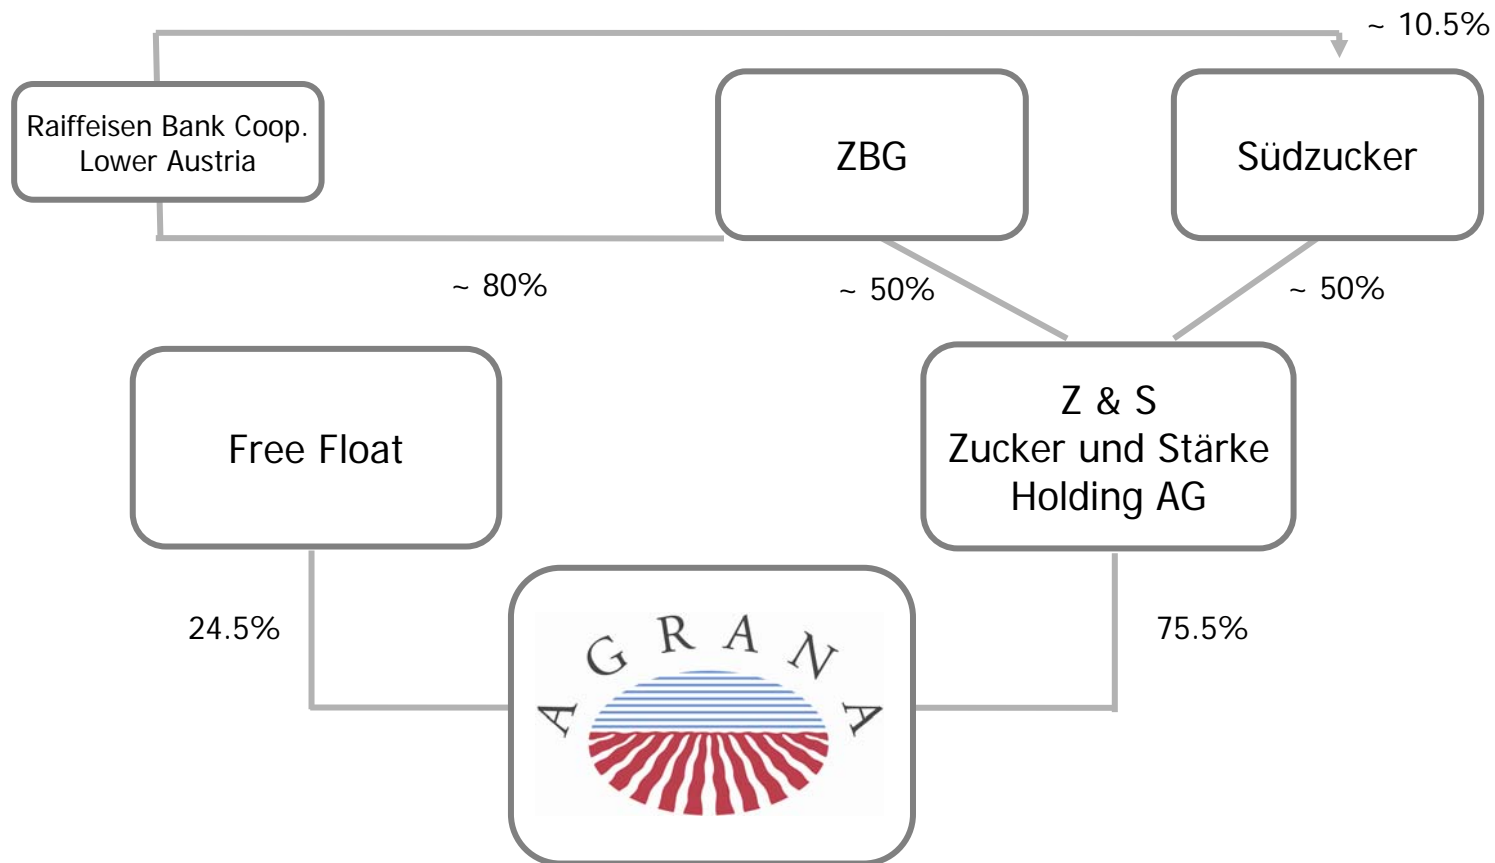 ~ 10.5%
Raiffeisen Bank Coop.
Lower Austria
ZBG
Südzucker
~ 80%
~ 50%
~ 50%
Free Float
Z & S
Zucker und Stärke
Holding AG
24.5%
75.5%
AGRANA